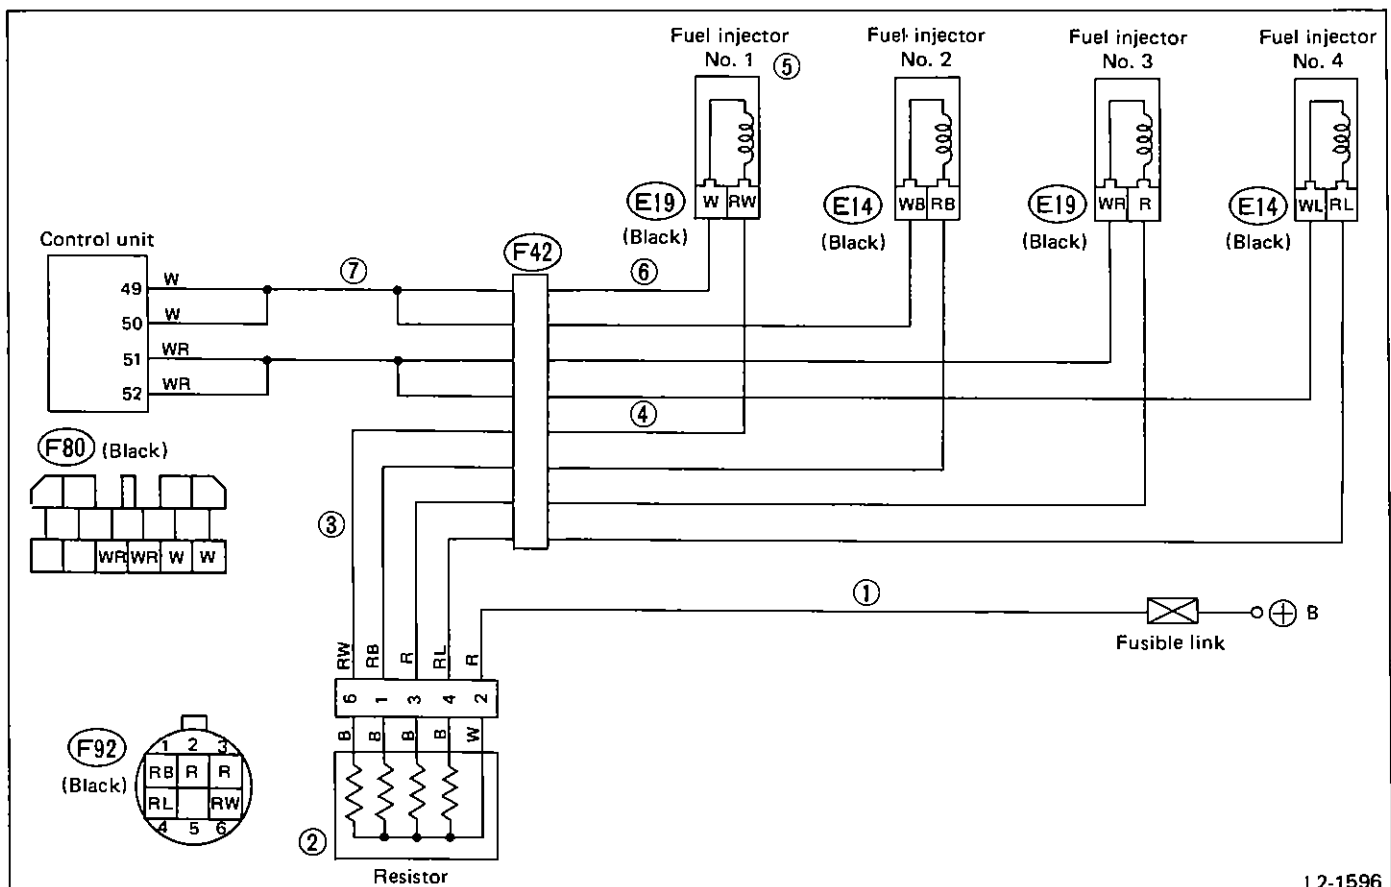 Fuel injector
No. 1 ⑤
Fuel injector
No. 2
Fuel injector
No. 3
Fuel injector
No. 4
E19
(Black)
W RW
E14
(Black)
WB RB
E19
(Black)
WR R
E14
(Black)
WL RL
Control unit
49 W
50 W
51 WR
52 WR
⑦
F42
⑥
④
F80 (Black)
WR WR W W
③
①
Fusible link
⊕ B
RW RB R RL R
6 1 3 4 2
B B B B W
F92
(Black)
1 2 3
RB R R
RL RW
4 5 6
②
Resistor
L2-1596